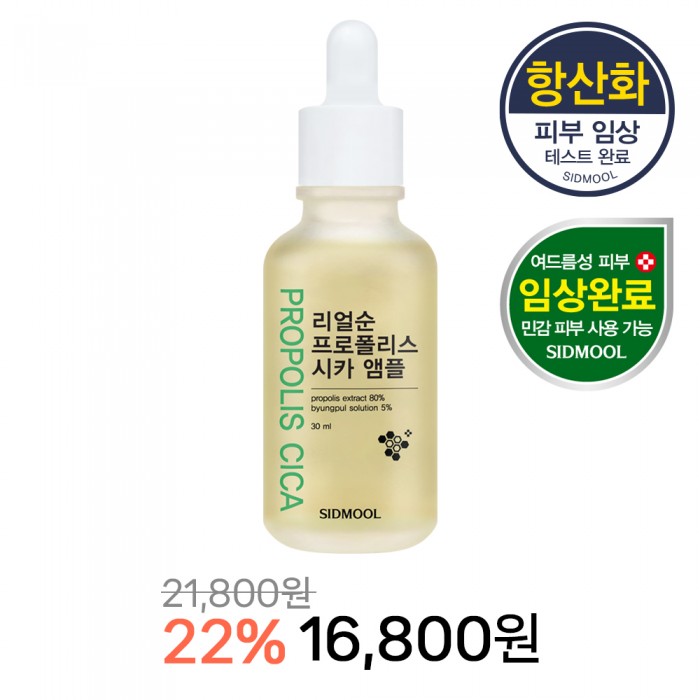 항산화
피부 임상
테스트 완료
SIDMOOL
여드름성 피부
임상완료
민감 피부 사용 가능
SIDMOOL
PROPOLIS CICA
리얼순
프로폴리스
시카 앰플
propolis extract 80%
byungpul solution 5%
30 ml
SIDMOOL
21,800원
22% 16,800원